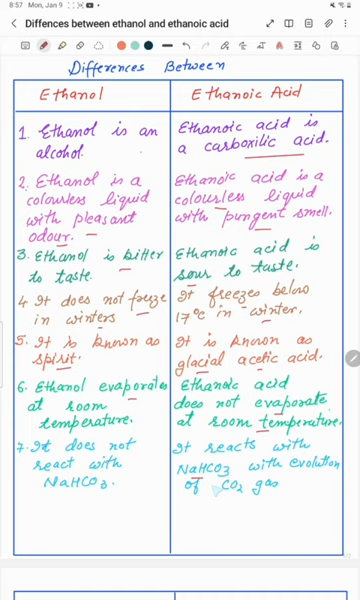 8:57 Mon, Jan 9
Diffences between ethanol and ethanoic acid
Differences Between
Ethanol
Ethanoic Acid
1. Ethanol is an
alcohol.
Ethanoic acid is
a carboxilic acid.
2. Ethanol is a
colourless liquid
with pleasant
odour.
Ethanoic acid is a
colourless liquid
with pungent smell.
3. Ethanol is bitter
to taste.
Ethanoic acid is
sour to taste.
4. It does not freeze
in winters
It freezes below
17°C in winter.
5. It is known as
spirit.
It is known as
glacial acetic acid.
6. Ethanol evaporates
at room
temperature.
Ethanoic acid
does not evaporate
at room temperature.
7. It does not
react with
NaHCO3.
It reacts with
NaHCO3 with evolution
of CO2 gas